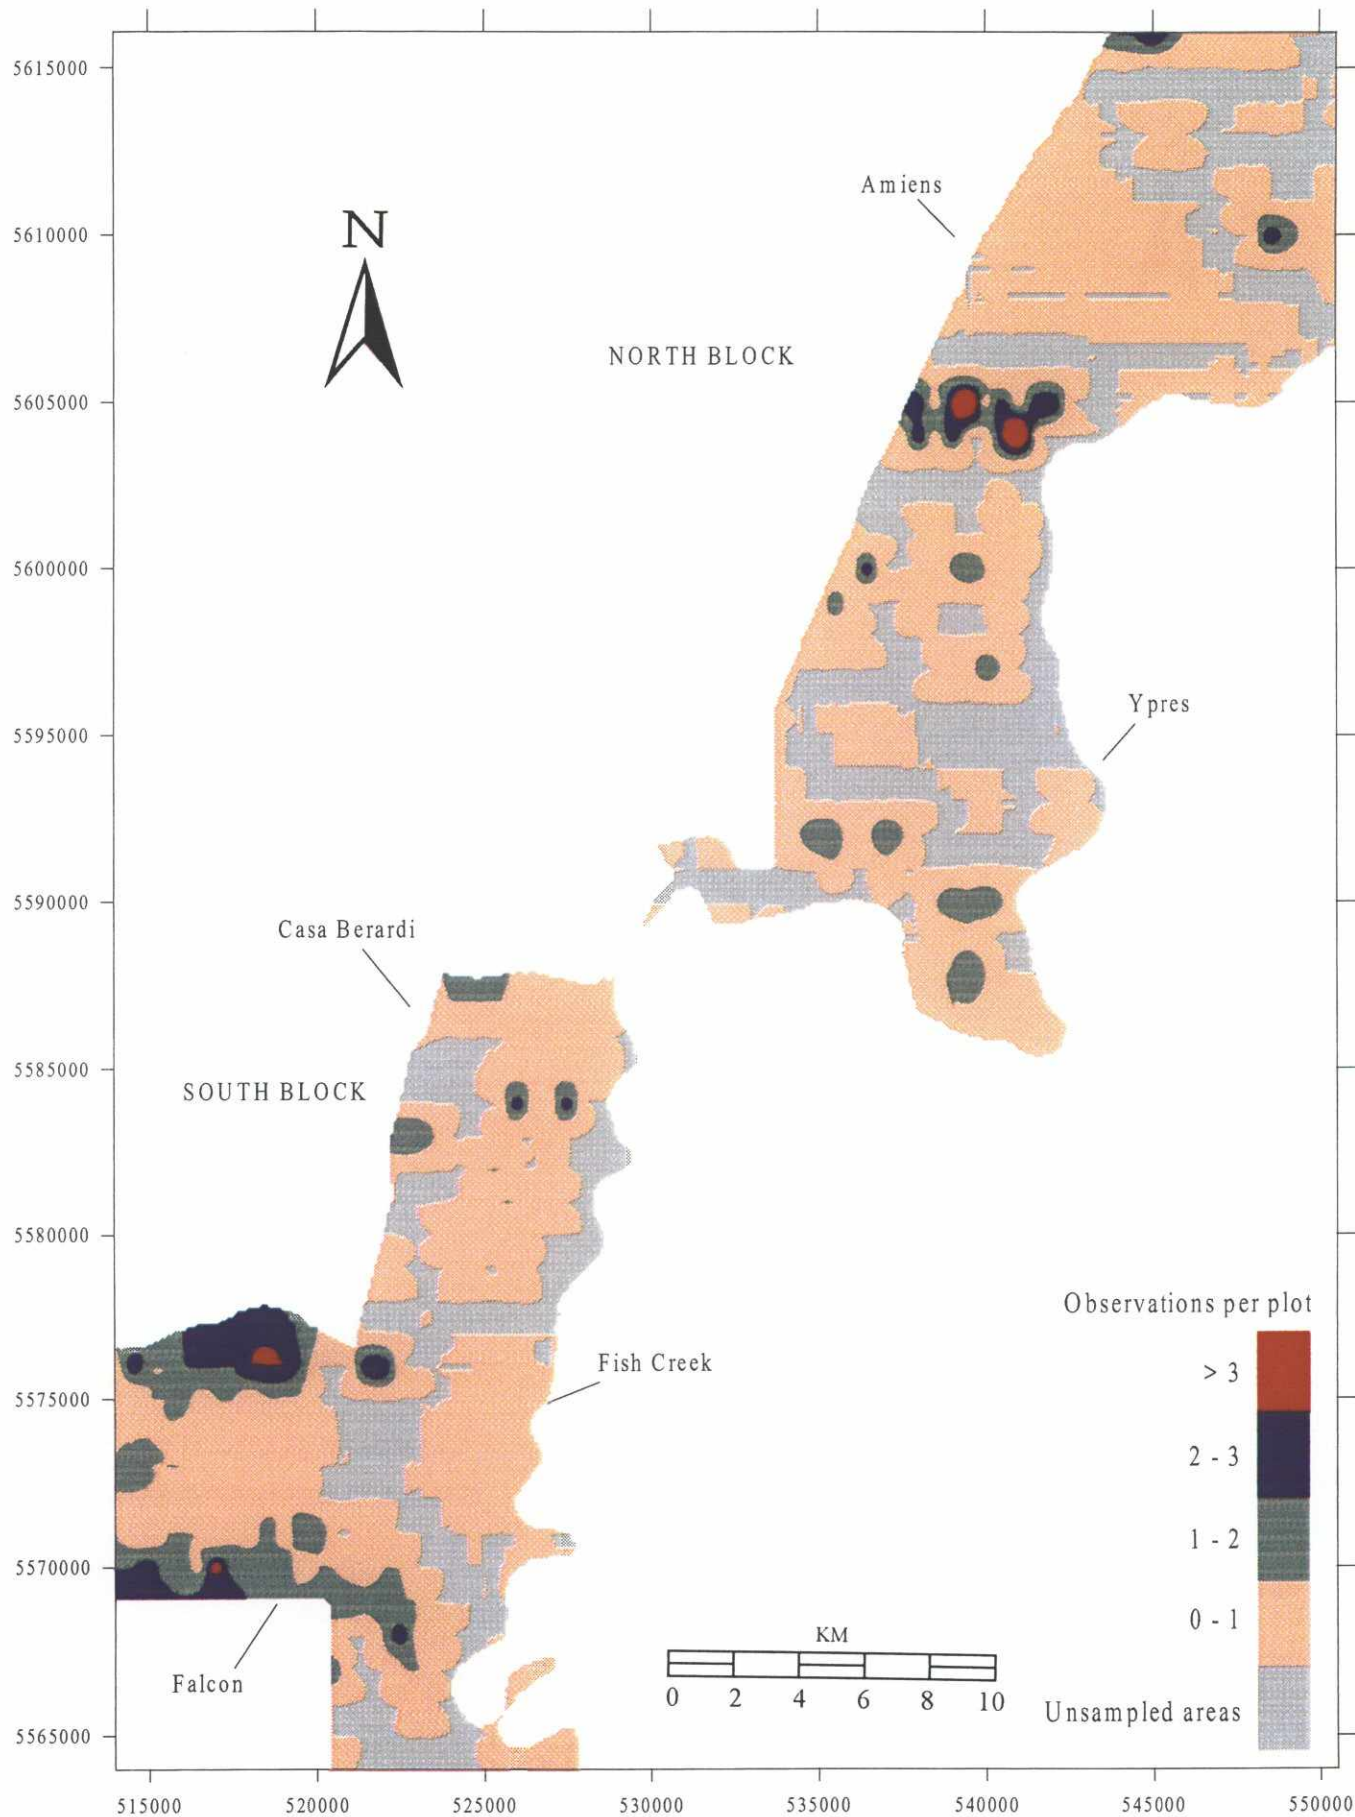 5615000
Amiens
5610000
N
NORTH BLOCK
5605000
5600000
Ypres
5595000
5590000
Casa Berardi
5585000
SOUTH BLOCK
5580000
Observations per plot
> 3
Fish Creek
5575000
2 - 3
1 - 2
5570000
0 - 1
KM
Falcon
0 2 4 6 8 10
Unsampled areas
5565000
515000 520000 525000 530000 535000 540000 545000 550000